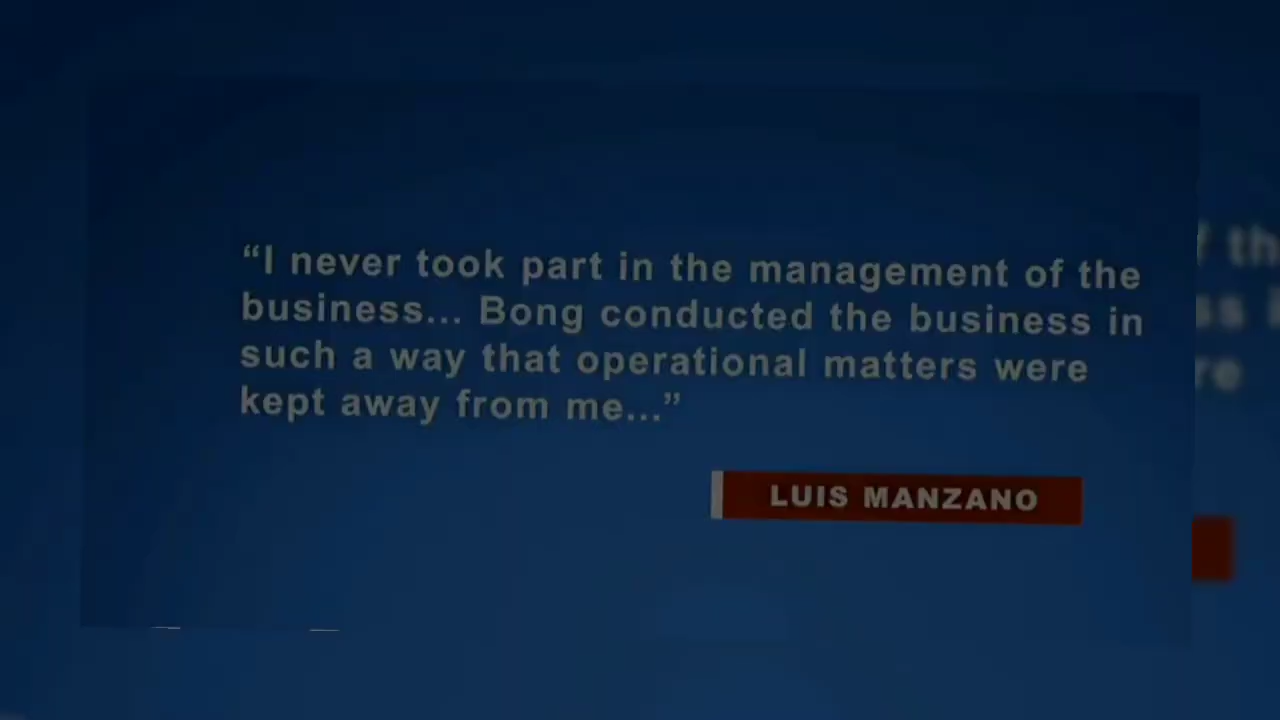 “I never took part in the management of the
business... Bong conducted the business in
such a way that operational matters were
kept away from me...”
LUIS MANZANO